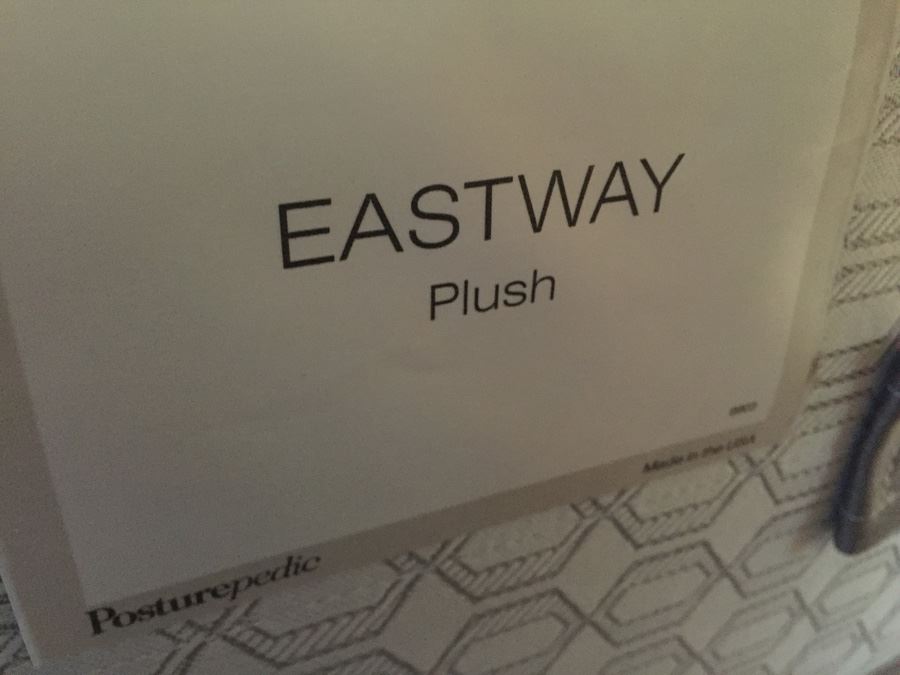 EASTWAY
Plush
Made in the USA
Posturepedic